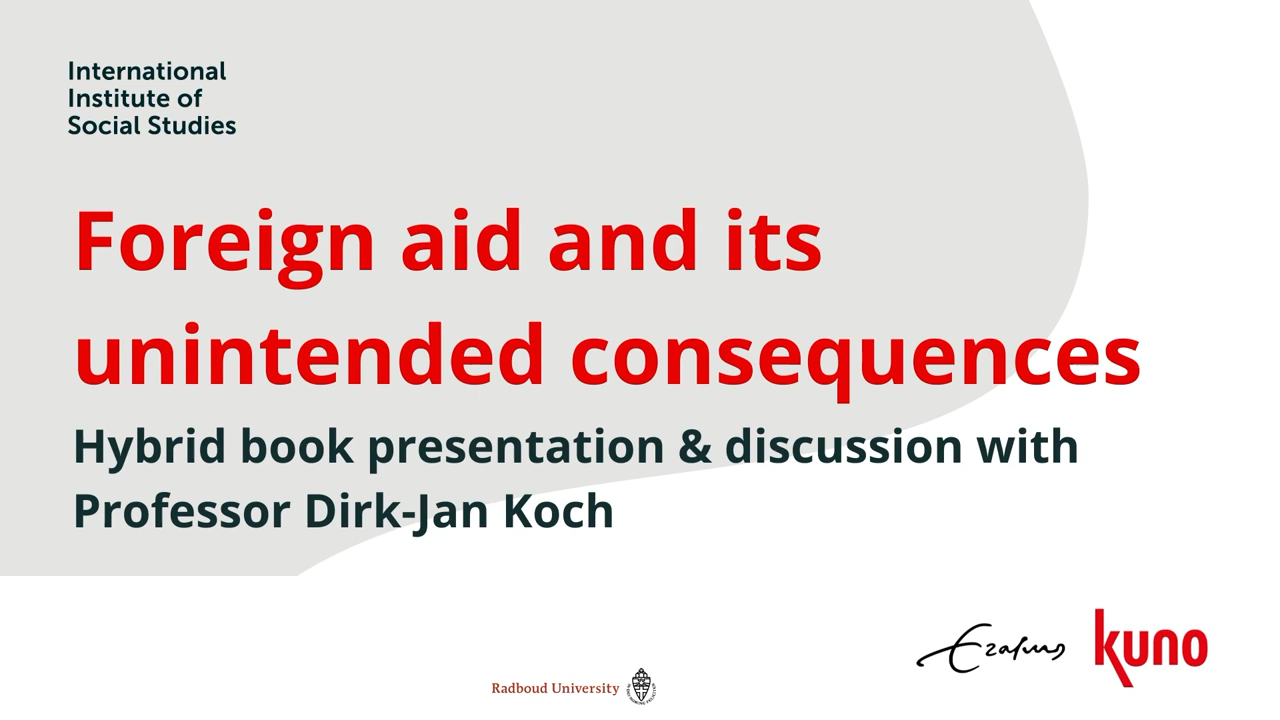 International
Institute of
Social Studies
Foreign aid and its
unintended consequences
Hybrid book presentation & discussion with
Professor Dirk-Jan Koch
Erasmus
kuno
Radboud University